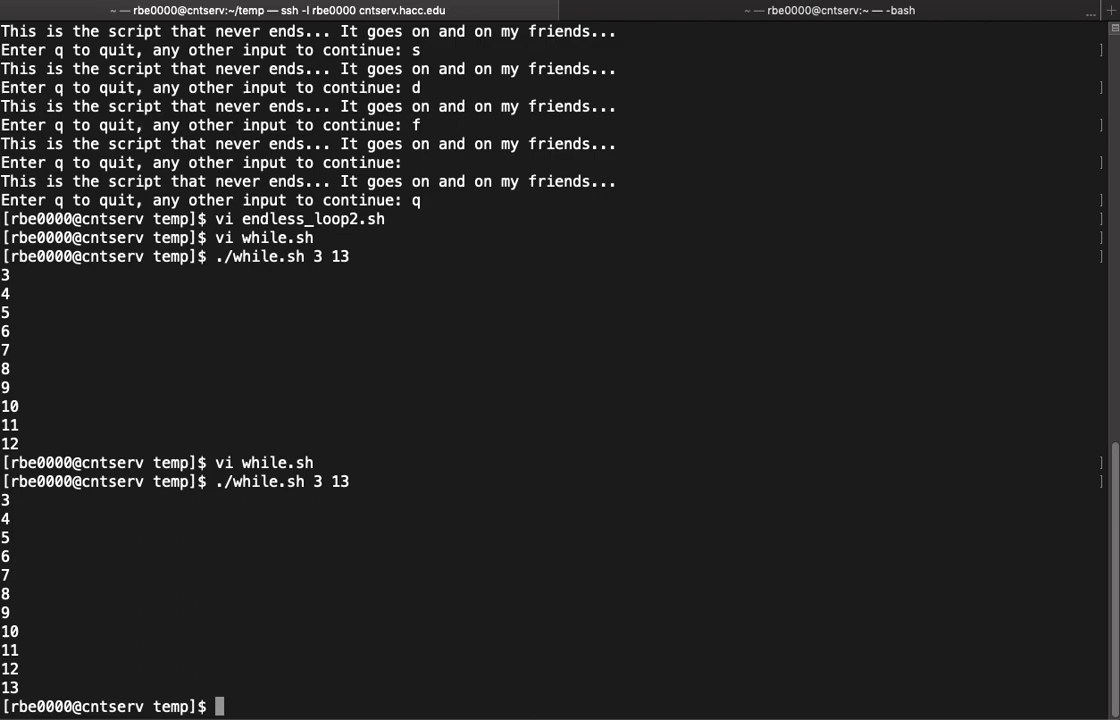 ~ — rbe0000@cntserv:~/temp — ssh -l rbe0000 cntserv.hacc.edu
~ — rbe0000@cntserv:~ — -bash
... +
This is the script that never ends... It goes on and on my friends...
Enter q to quit, any other input to continue: s
This is the script that never ends... It goes on and on my friends...
Enter q to quit, any other input to continue: d
This is the script that never ends... It goes on and on my friends...
Enter q to quit, any other input to continue: f
This is the script that never ends... It goes on and on my friends...
Enter q to quit, any other input to continue:
This is the script that never ends... It goes on and on my friends...
Enter q to quit, any other input to continue: q
[rbe0000@cntserv temp]$ vi endless_loop2.sh
[rbe0000@cntserv temp]$ vi while.sh
[rbe0000@cntserv temp]$ ./while.sh 3 13
3
4
5
6
7
8
9
10
11
12
[rbe0000@cntserv temp]$ vi while.sh
[rbe0000@cntserv temp]$ ./while.sh 3 13
3
4
5
6
7
8
9
10
11
12
13
[rbe0000@cntserv temp]$